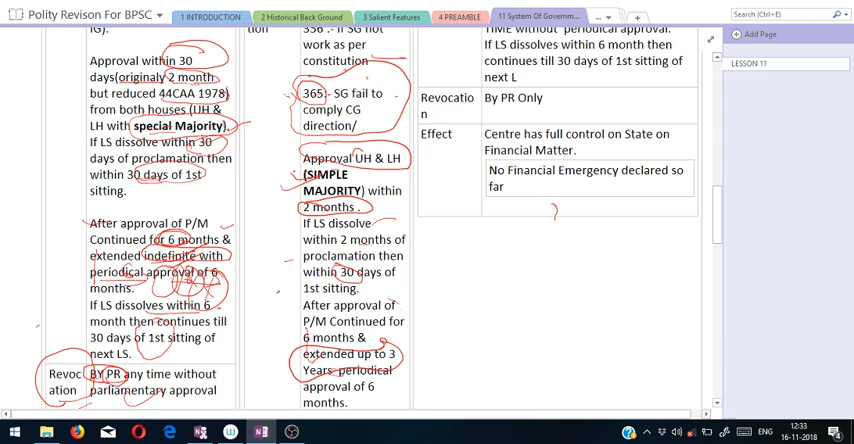 Polity Revison For BPSC
1 INTRODUCTION
2 Historical Back Ground
3 Salient Features
4 PREAMBLE
11 System Of Governm...
...
Search (Ctrl+E)
Add Page
LESSON 11
IG).
Approval within 30
days(originaly 2 month
but reduced 44CAA 1978)
from both houses (UH &
LH with special Majority).
If LS dissolve within 30
days of proclamation then
within 30 days of 1st
sitting.
After approval of P/M
Continued for 6 months &
extended indefinite with
periodical approval of 6
months.
If LS dissolves within 6
month then continues till
30 days of 1st sitting of
next LS.
Revoc
ation
BY PR any time without
parliamentary approval
tion
356 :- If SG not
work as per
constitution
365:- SG fail to
comply CG
direction/
Approval UH & LH
(SIMPLE
MAJORITY) within
2 months .
If LS dissolve
within 2 months of
proclamation then
within 30 days of
1st sitting.
After approval of
P/M Continued for
6 months &
extended up to 3
Years periodical
approval of 6
months.
TIME without periodical approval.
If LS dissolves within 6 month then
continues till 30 days of 1st sitting of
next L
Revocatio
n
By PR Only
Effect
Centre has full control on State on
Financial Matter.
No Financial Emergency declared so
far
ENG
12:33
16-11-2018
4